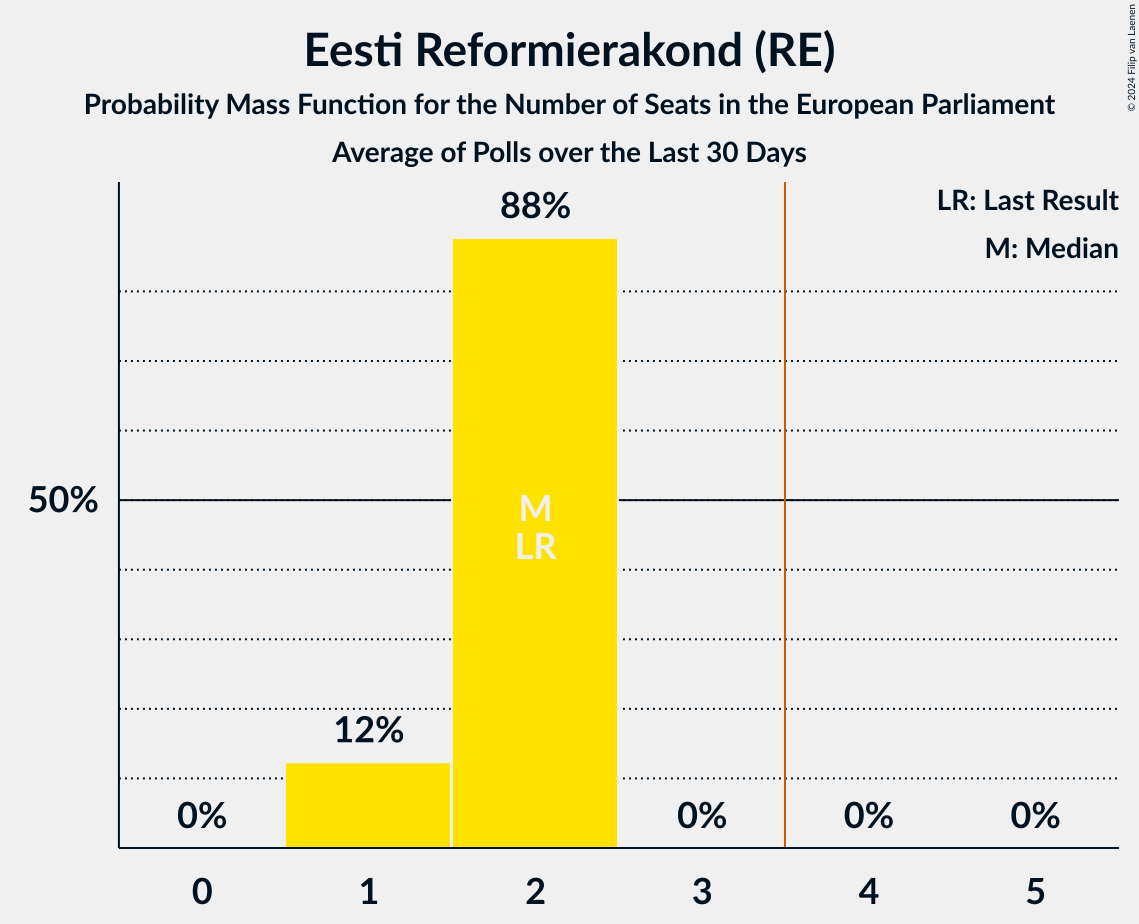 Eesti Reformierakond (RE)
Probability Mass Function for the Number of Seats in the European Parliament
Average of Polls over the Last 30 Days
© 2024 Filip van Laenen
LR: Last Result
M: Median
88%
50%
M
LR
12%
0%
0%
0%
0%
0
1
2
3
4
5